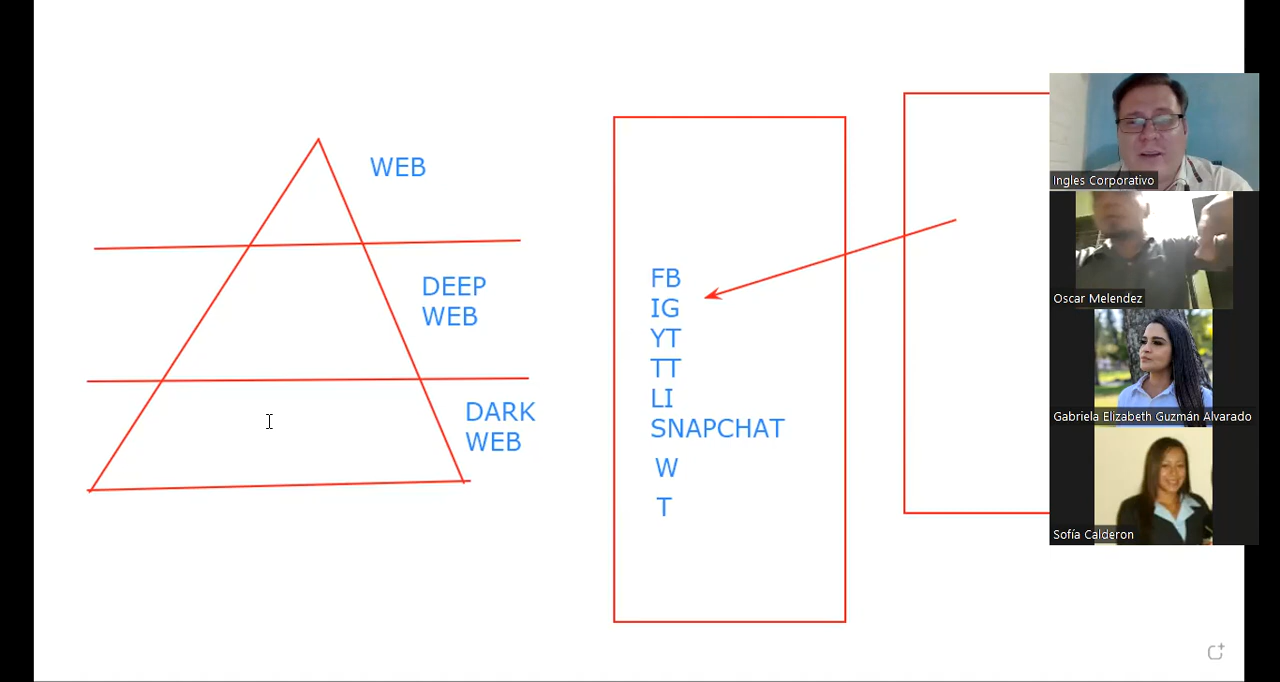 WEB
DEEP
WEB
DARK
WEB
FB
IG
YT
TT
LI
SNAPCHAT
W
T
Ingles Corporativo
Oscar Melendez
Gabriela Elizabeth Guzmán Alvarado
Sofía Calderon